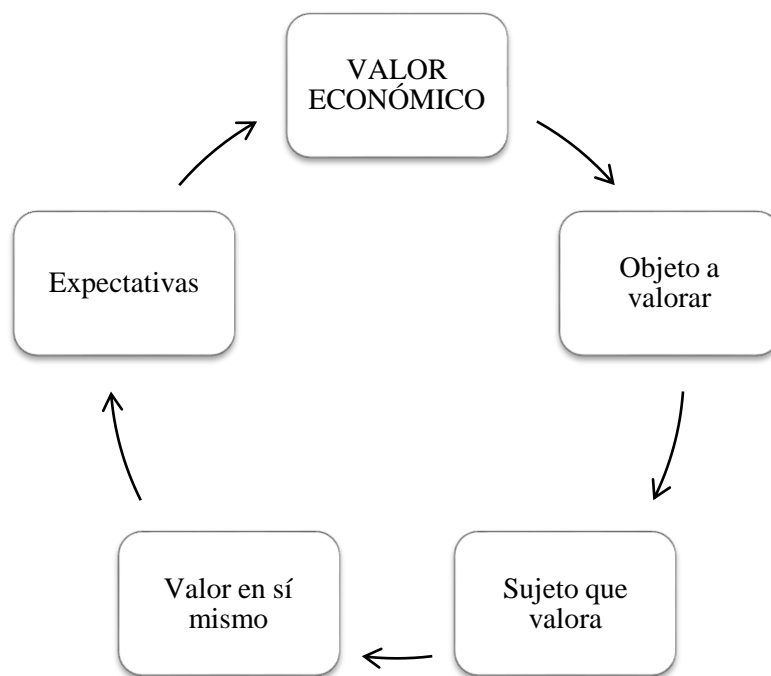 VALOR
ECONÓMICO
Objeto a
valorar
Sujeto que
valora
Valor en sí
mismo
Expectativas